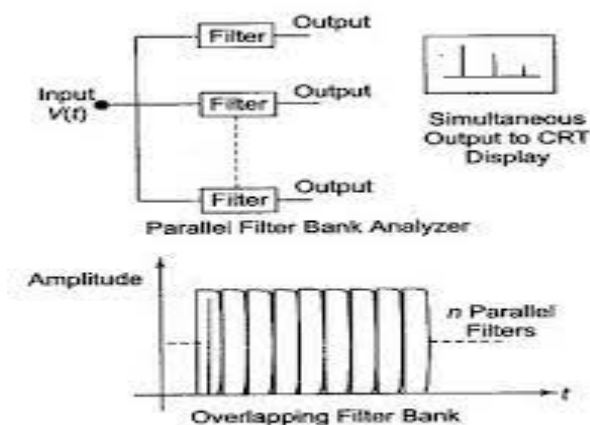 Filter
Output
Input
V(t)
Filter
Output
Filter
Output
Simultaneous
Output to CRT
Display
Parallel Filter Bank Analyzer
Amplitude
n Parallel
Filters
t
Overlapping Filter Bank